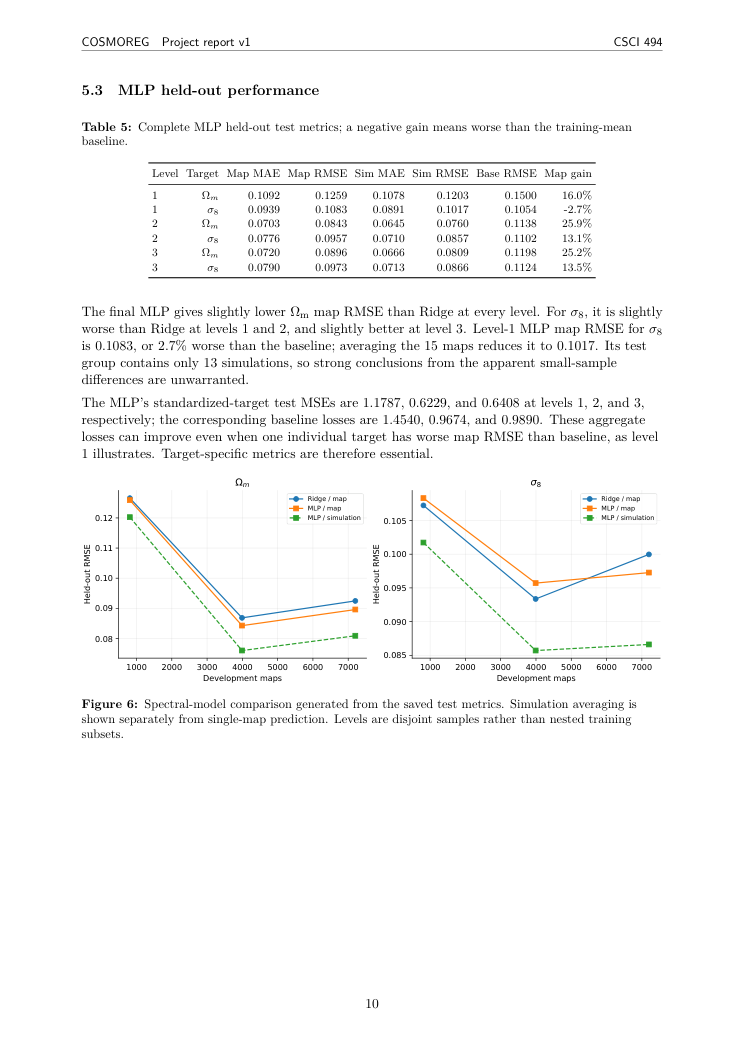 COSMOREG Project report v1 CSCI 494
5.3 MLP held-out performance
Table 5: Complete MLP held-out test metrics; a negative gain means worse than the training-mean
baseline.
Level Target Map MAE Map RMSE Sim MAE Sim RMSE Base RMSE Map gain
1 Ωm 0.1092 0.1259 0.1078 0.1203 0.1500 16.0%
1 σ8 0.0939 0.1083 0.0891 0.1017 0.1054 -2.7%
2 Ωm 0.0703 0.0843 0.0645 0.0760 0.1138 25.9%
2 σ8 0.0776 0.0957 0.0710 0.0857 0.1102 13.1%
3 Ωm 0.0720 0.0896 0.0666 0.0809 0.1198 25.2%
3 σ8 0.0790 0.0973 0.0713 0.0866 0.1124 13.5%
The final MLP gives slightly lower Ωm map RMSE than Ridge at every level. For σ8, it is slightly
worse than Ridge at levels 1 and 2, and slightly better at level 3. Level-1 MLP map RMSE for σ8
is 0.1083, or 2.7% worse than the baseline; averaging the 15 maps reduces it to 0.1017. Its test
group contains only 13 simulations, so strong conclusions from the apparent small-sample
differences are unwarranted.
The MLP's standardized-target test MSEs are 1.1787, 0.6229, and 0.6408 at levels 1, 2, and 3,
respectively; the corresponding baseline losses are 1.4540, 0.9674, and 0.9890. These aggregate
losses can improve even when one individual target has worse map RMSE than baseline, as level
1 illustrates. Target-specific metrics are therefore essential.
Ωm
Ridge / map
MLP / map
MLP / simulation
0.12
0.11
0.10
0.09
0.08
Held-out RMSE
1000 2000 3000 4000 5000 6000 7000
Development maps
σ8
Ridge / map
MLP / map
MLP / simulation
0.105
0.100
0.095
0.090
0.085
Held-out RMSE
1000 2000 3000 4000 5000 6000 7000
Development maps
Figure 6: Spectral-model comparison generated from the saved test metrics. Simulation averaging is
shown separately from single-map prediction. Levels are disjoint samples rather than nested training
subsets.
10